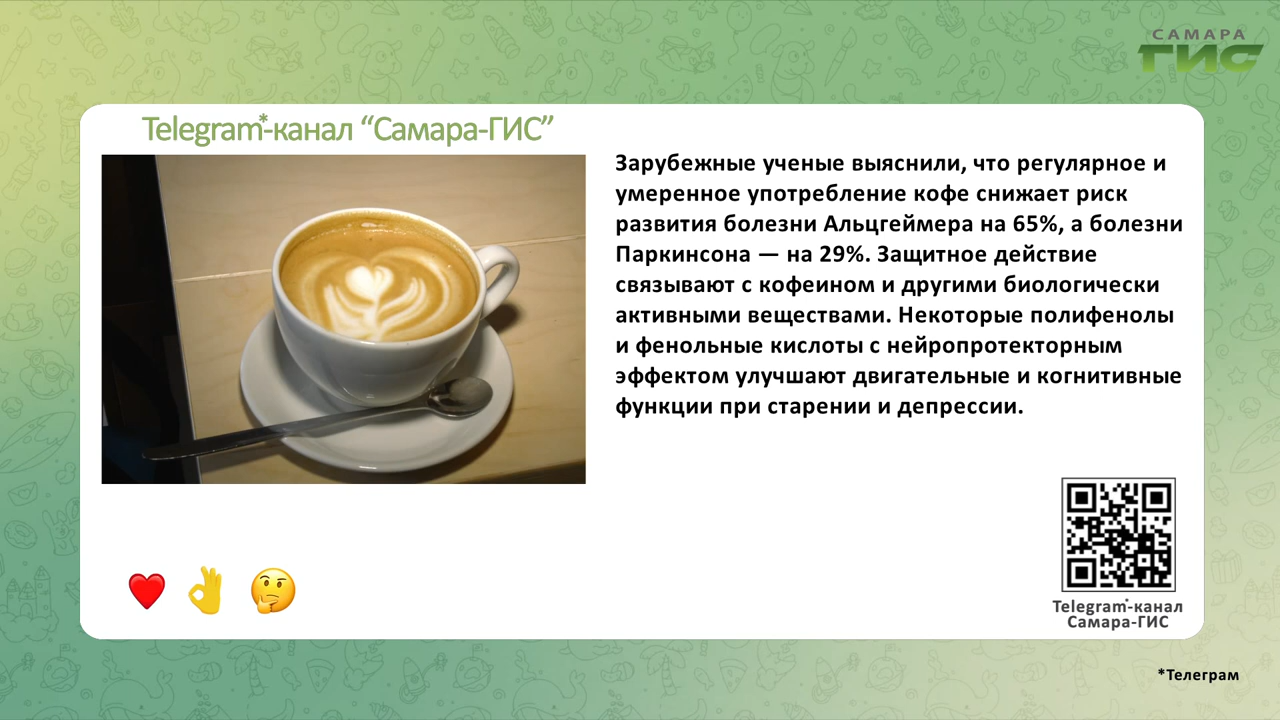 САМАРА
ГИС
Telegram*-канал “Самара-ГИС”
Зарубежные ученые выяснили, что регулярное и
умеренное употребление кофе снижает риск
развития болезни Альцгеймера на 65%, а болезни
Паркинсона — на 29%. Защитное действие
связывают с кофеином и другими биологически
активными веществами. Некоторые полифенолы
и фенольные кислоты с нейропротекторным
эффектом улучшают двигательные и когнитивные
функции при старении и депрессии.
Telegram*-канал
Самара-ГИС
*Телеграм